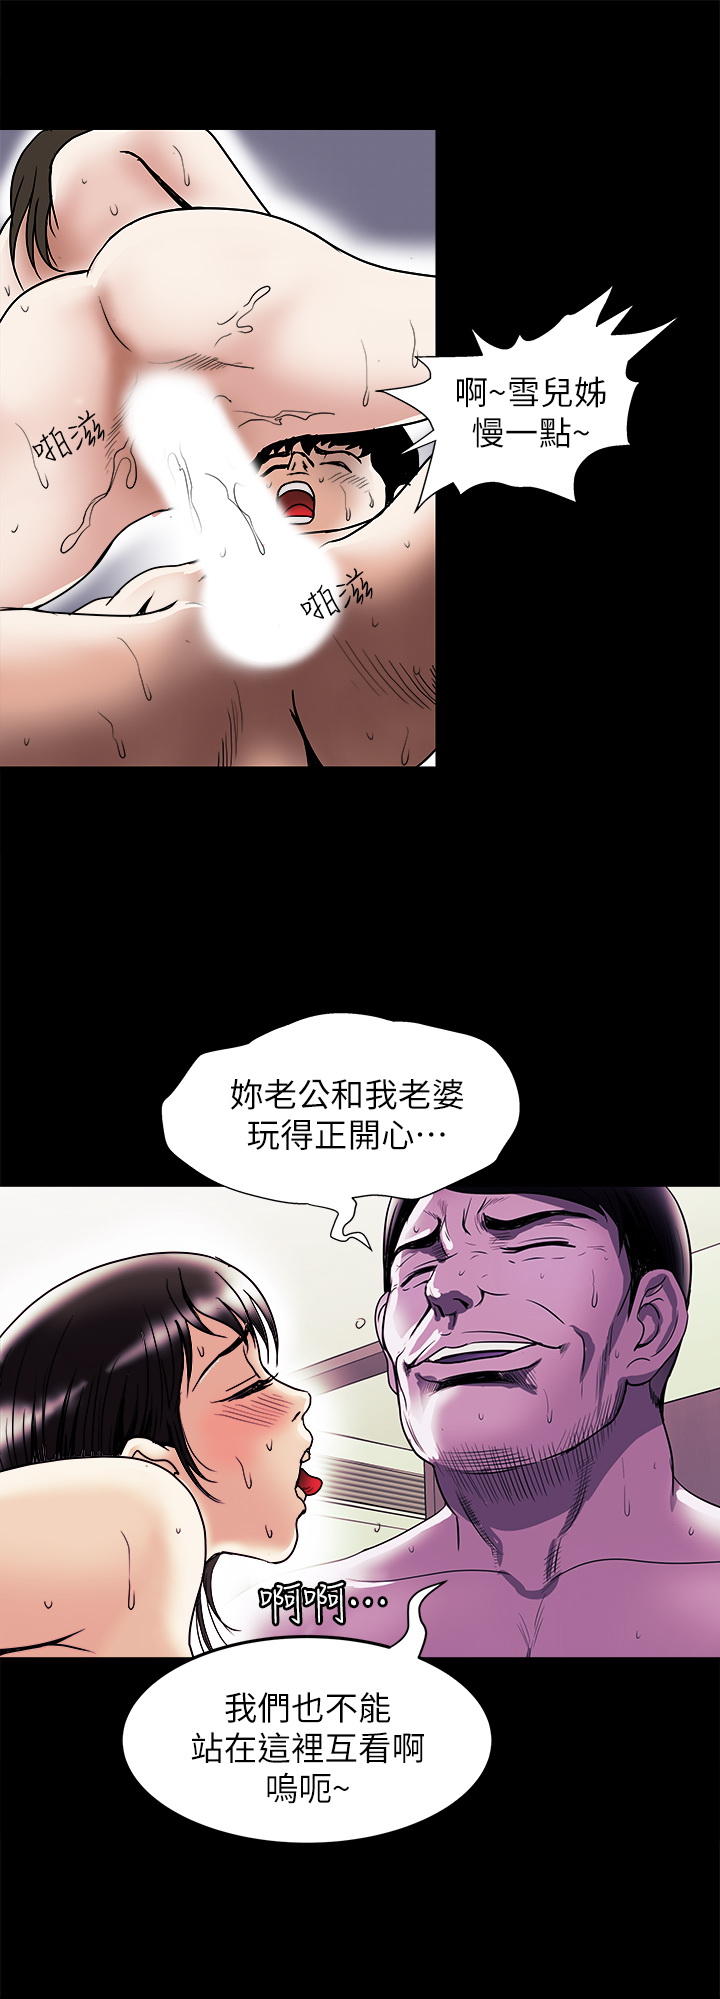 啊~雪兒姊
慢一點~
啪滋
啪滋
妳老公和我老婆
玩得正開心…
啊啊…
我們也不能
站在這裡互看啊
嗚呃~